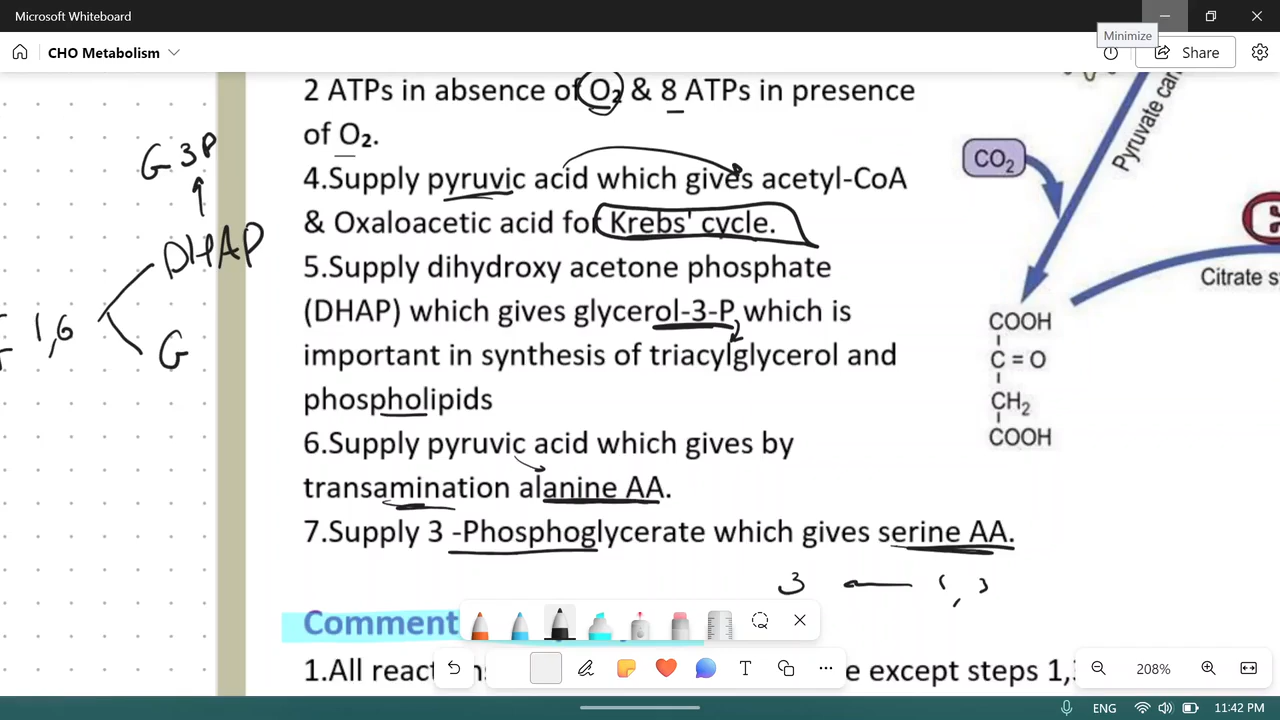 Microsoft Whiteboard
Minimize
CHO Metabolism
Share
2 ATPs in absence of O₂ & 8 ATPs in presence
of O₂.
4.Supply pyruvic acid which gives acetyl-CoA
& Oxaloacetic acid for Krebs' cycle.
5.Supply dihydroxy acetone phosphate
(DHAP) which gives glycerol-3-P which is
important in synthesis of triacylglycerol and
phospholipids
6.Supply pyruvic acid which gives by
transamination alanine AA.
7.Supply 3 -Phosphoglycerate which gives serine AA.
3
Comment
1.All
e except steps 1,
G3P
DHAP
1,6
G
Pyruvate
CO₂
Citrate
COOH
C = O
CH₂
COOH
208%
ENG
11:42 PM